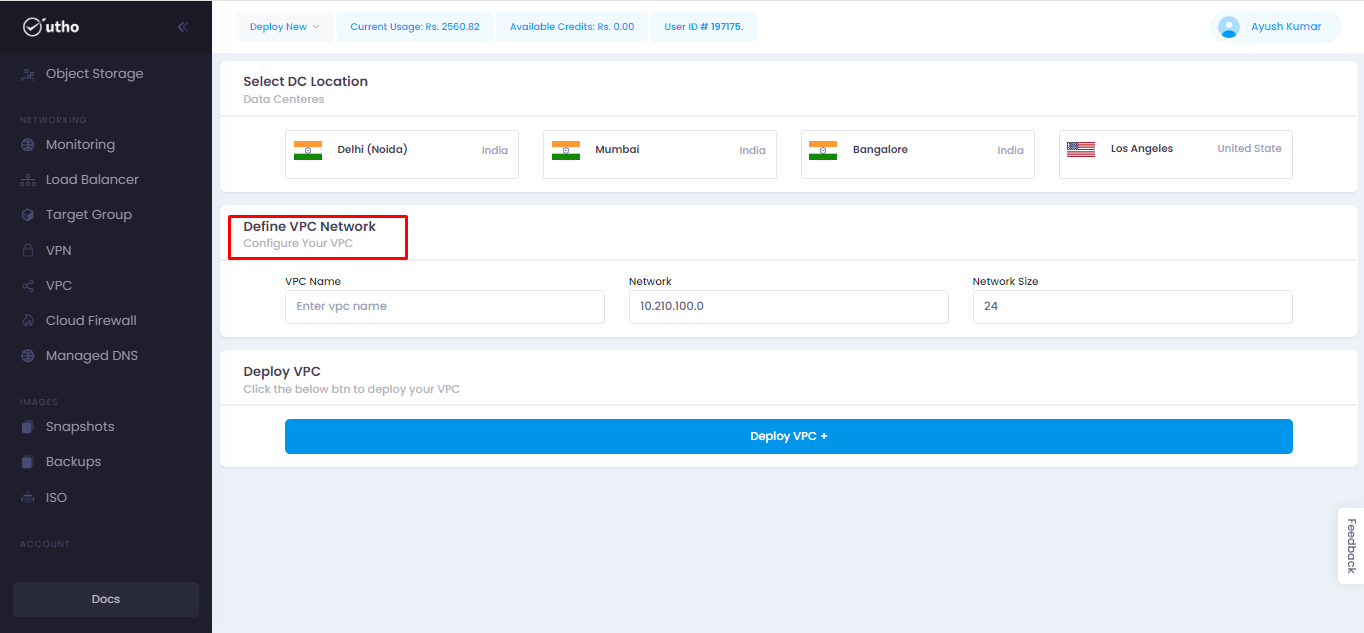 utho
Deploy New
Current Usage: Rs. 2560.82
Available Credits: Rs. 0.00
User ID # 197175.
Ayush Kumar
Object Storage
NETWORKING
Monitoring
Load Balancer
Target Group
VPN
VPC
Cloud Firewall
Managed DNS
IMAGES
Snapshots
Backups
ISO
ACCOUNT
Docs
Select DC Location
Data Centeres
Delhi (Noida) India
Mumbai India
Bangalore India
Los Angeles United State
Define VPC Network
Configure Your VPC
VPC Name
Enter vpc name
Network
10.210.100.0
Network Size
24
Deploy VPC
Click the below btn to deploy your VPC
Deploy VPC +
Feedback